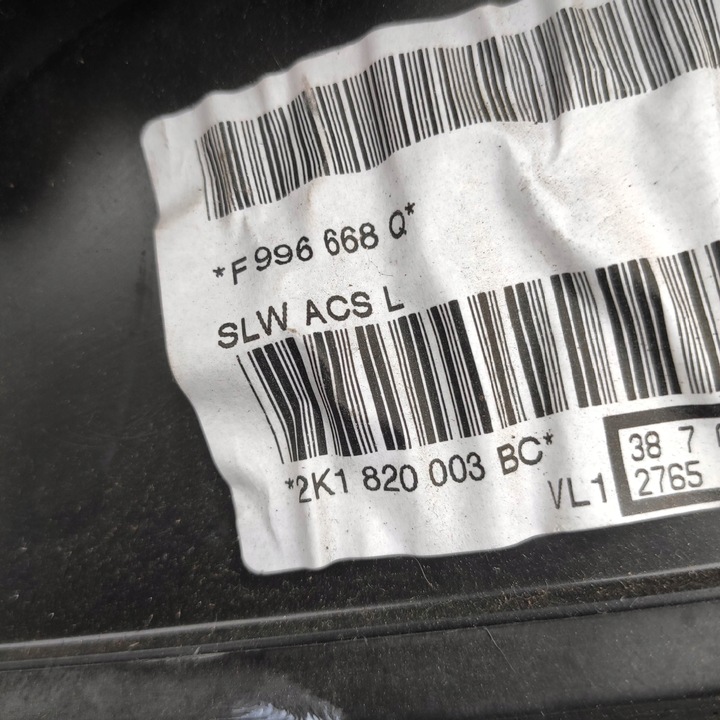 *F996 668 Q*
SLW ACS L
*2K1 820 003 BC*
VL1
38 7
2765